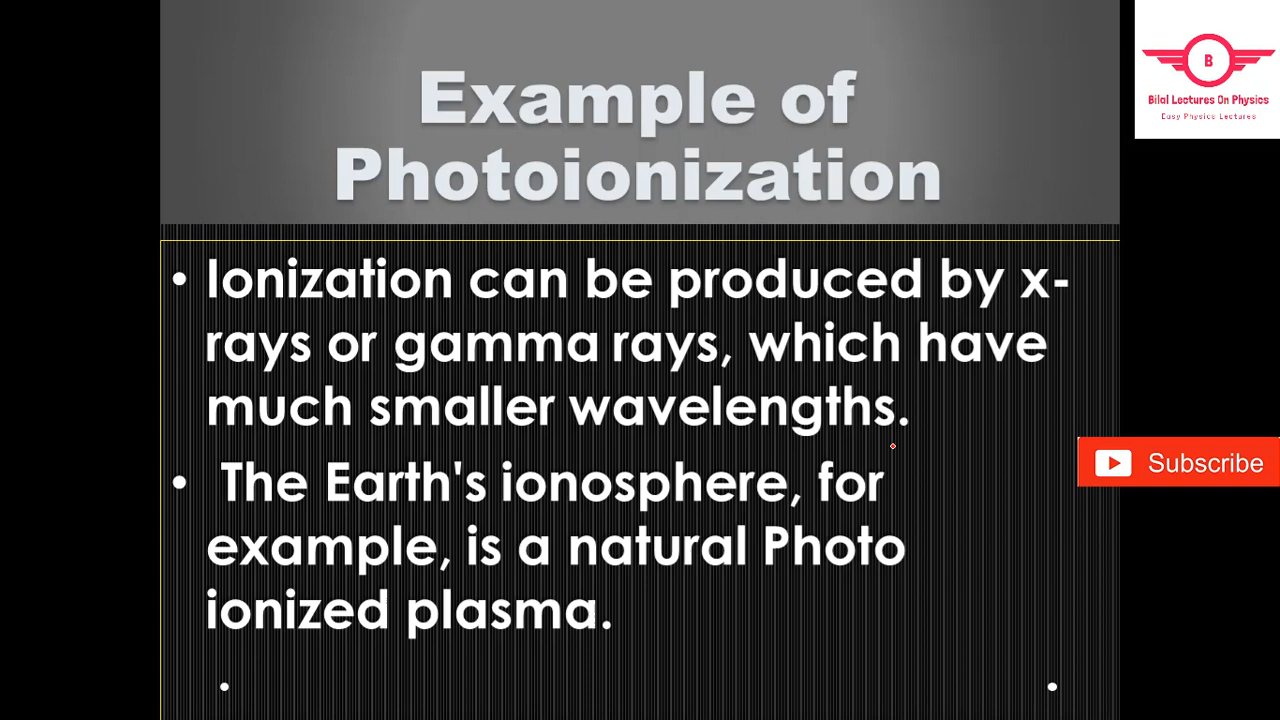 Example of
Photoionization
B
Bilal Lectures On Physics
Easy Physics Lectures
• Ionization can be produced by x-
rays or gamma rays, which have
much smaller wavelengths.
• The Earth's ionosphere, for
example, is a natural Photo
ionized plasma.
Subscribe